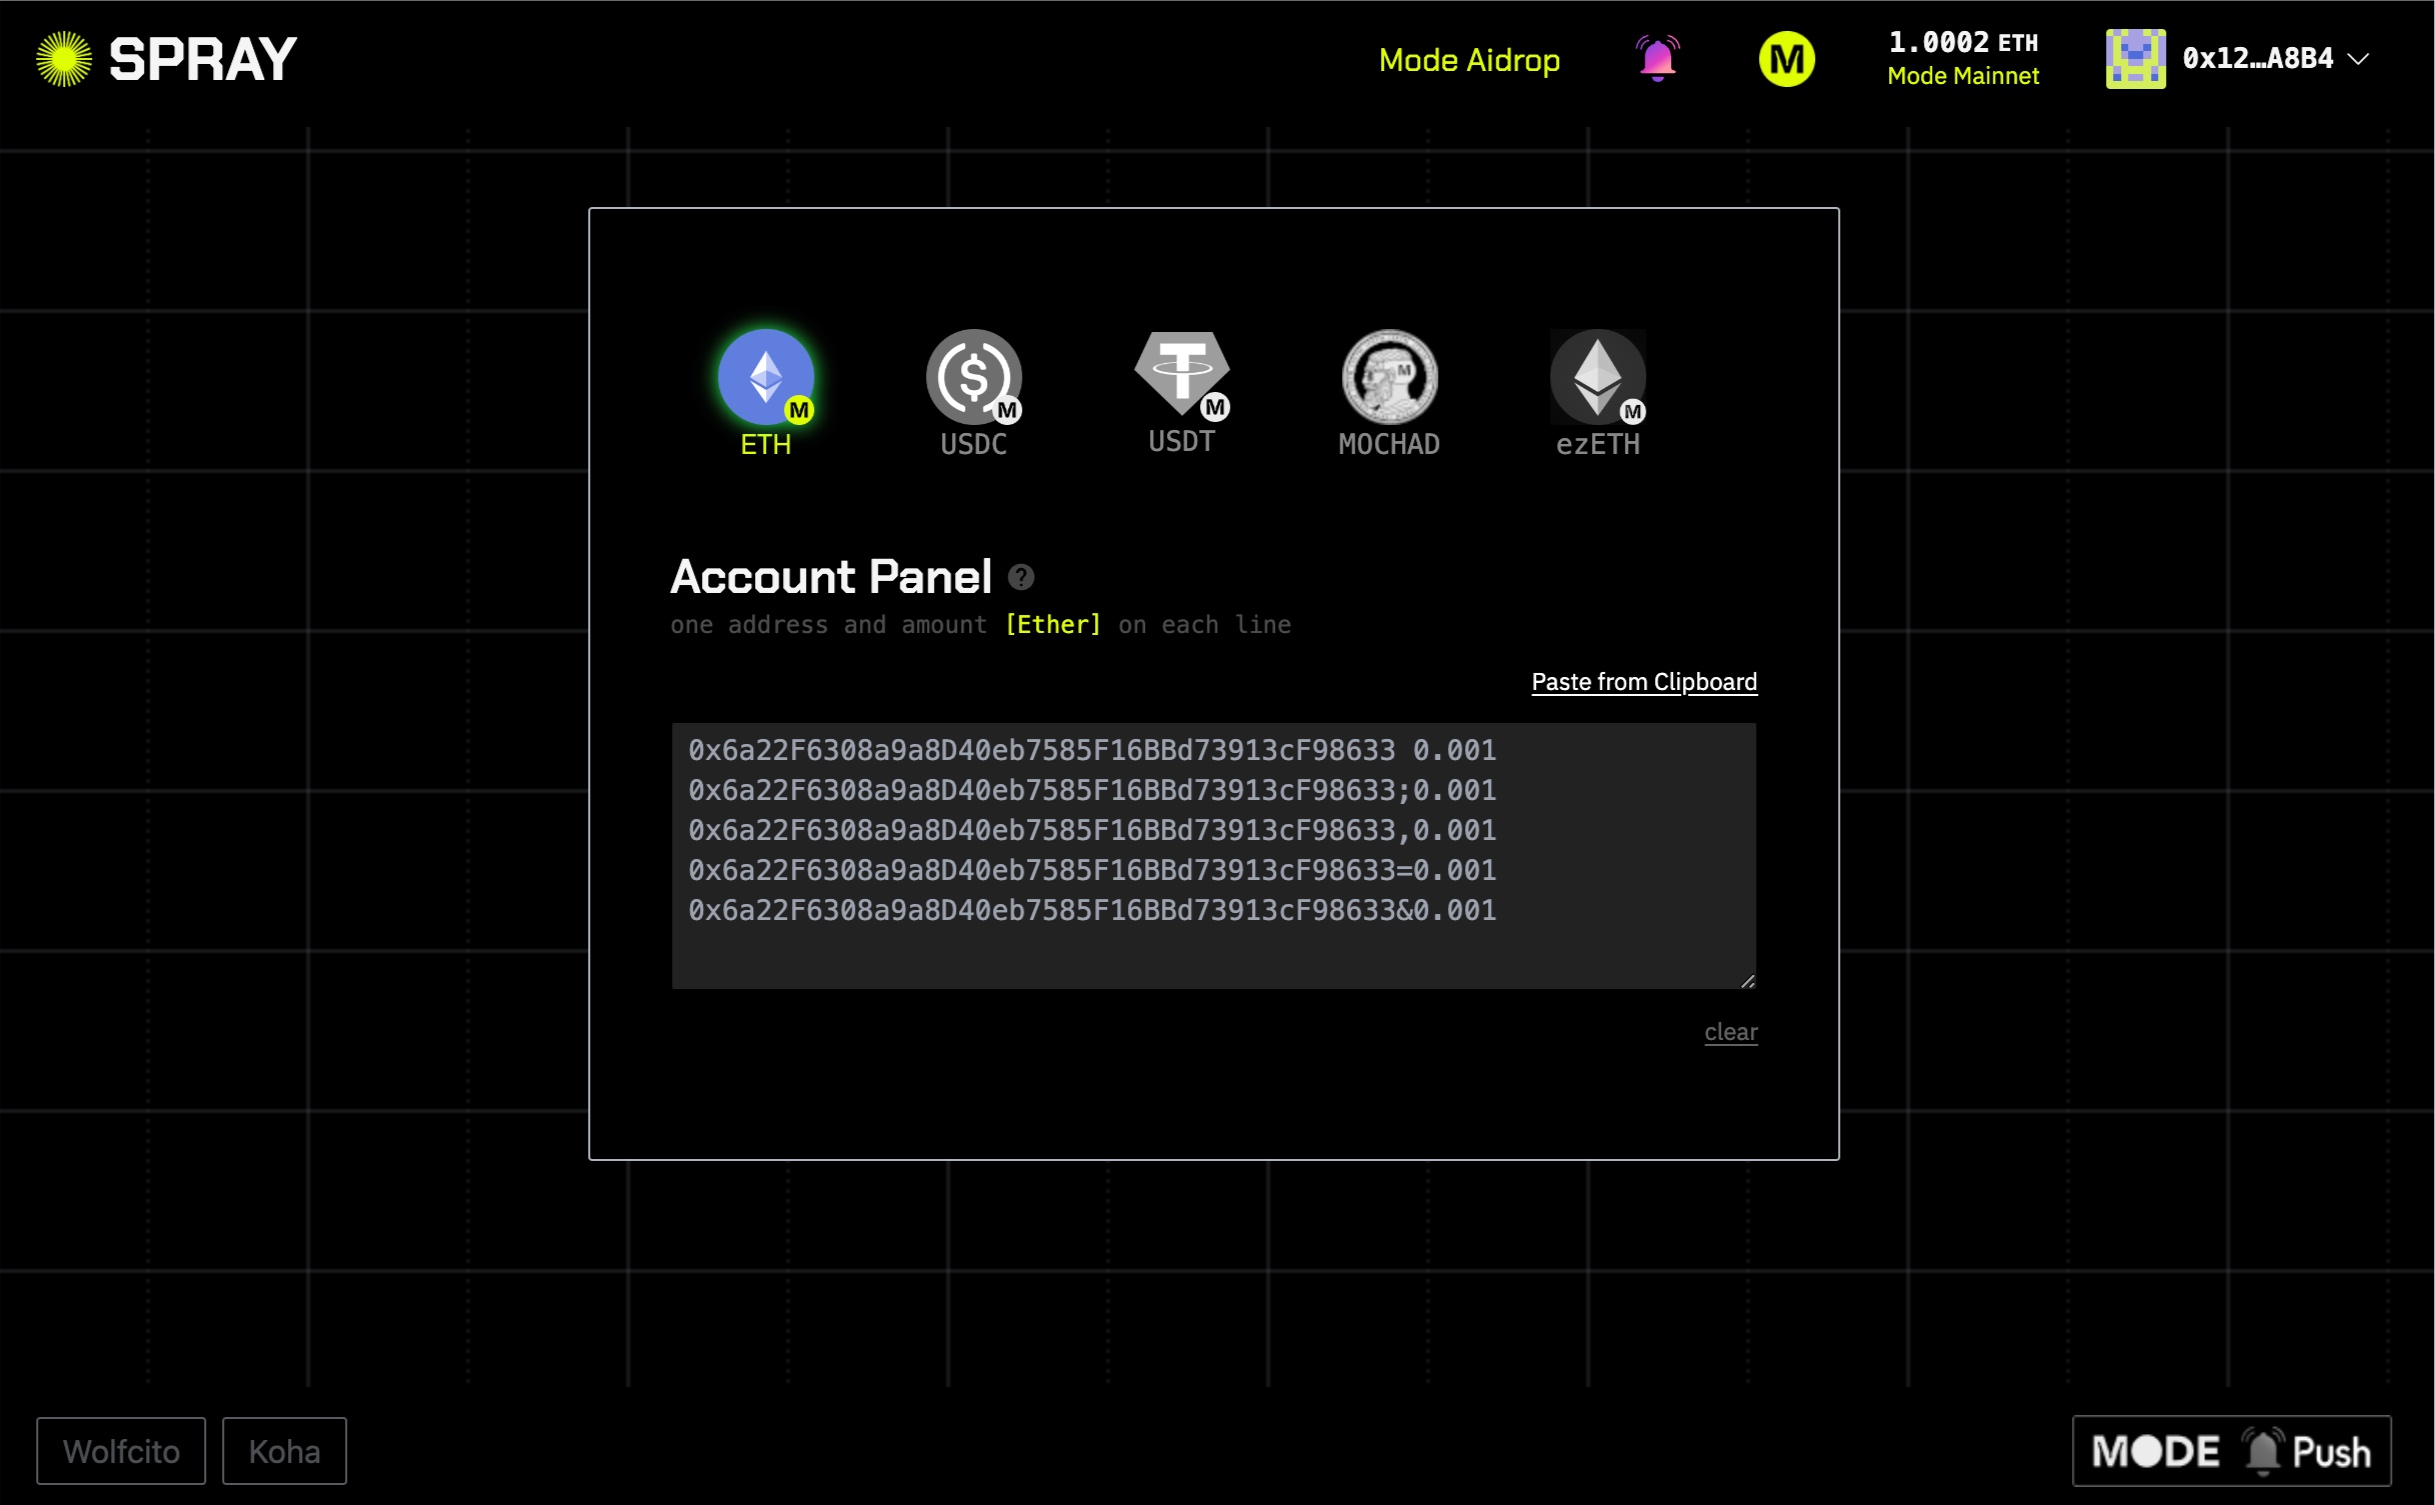 SPRAY
Mode Aidrop
M
1.0002 ETH
Mode Mainnet
0x12…A8B4
M
M
M
M
M
ETH
USDC
USDT
MOCHAD
ezETH
Account Panel ?
one address and amount [Ether] on each line
Paste from Clipboard
0x6a22F6308a9a8D40eb7585F16BBd73913cF98633 0.001
0x6a22F6308a9a8D40eb7585F16BBd73913cF98633;0.001
0x6a22F6308a9a8D40eb7585F16BBd73913cF98633,0.001
0x6a22F6308a9a8D40eb7585F16BBd73913cF98633=0.001
0x6a22F6308a9a8D40eb7585F16BBd73913cF98633&0.001
clear
Wolfcito
Koha
MODE
Push